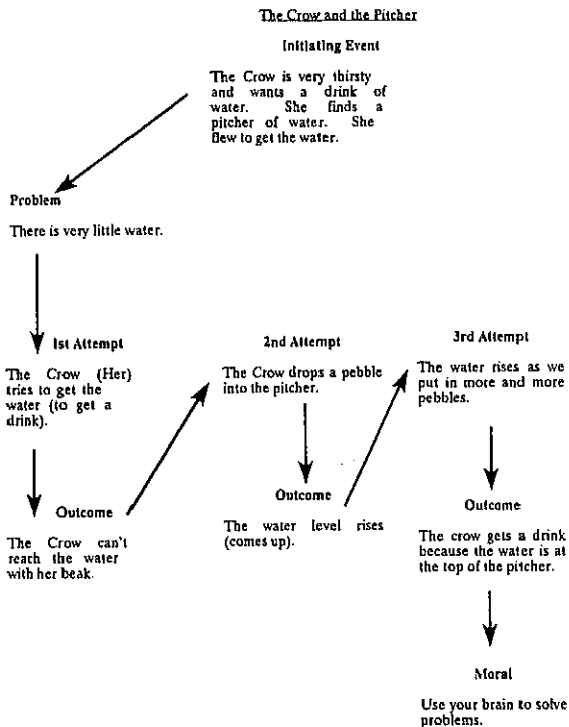 The Crow and the Pitcher
Initiating Event
The Crow is very thirsty
and wants a drink of
water. She finds a
pitcher of water. She
flew to get the water.
Problem
There is very little water.
1st Attempt
The Crow (Her)
tries to get the
water (to get a
drink).
Outcome
The Crow can't
reach the water
with her beak.
2nd Attempt
The Crow drops a pebble
into the pitcher.
Outcome
The water level rises
(comes up).
3rd Attempt
The water rises as we
put in more and more
pebbles.
Outcome
The crow gets a drink
because the water is at
the top of the pitcher.
Moral
Use your brain to solve
problems.